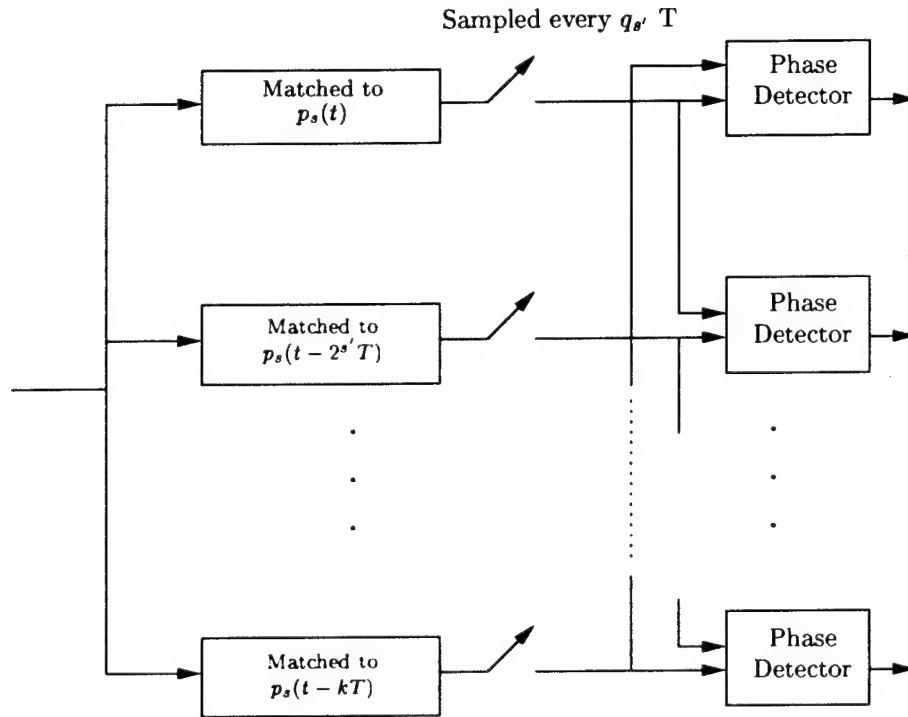 Sampled every q_{s'} T
Matched to
p_s(t)
Phase
Detector
Matched to
p_s(t − 2^{s'}T)
Phase
Detector
Matched to
p_s(t − kT)
Phase
Detector